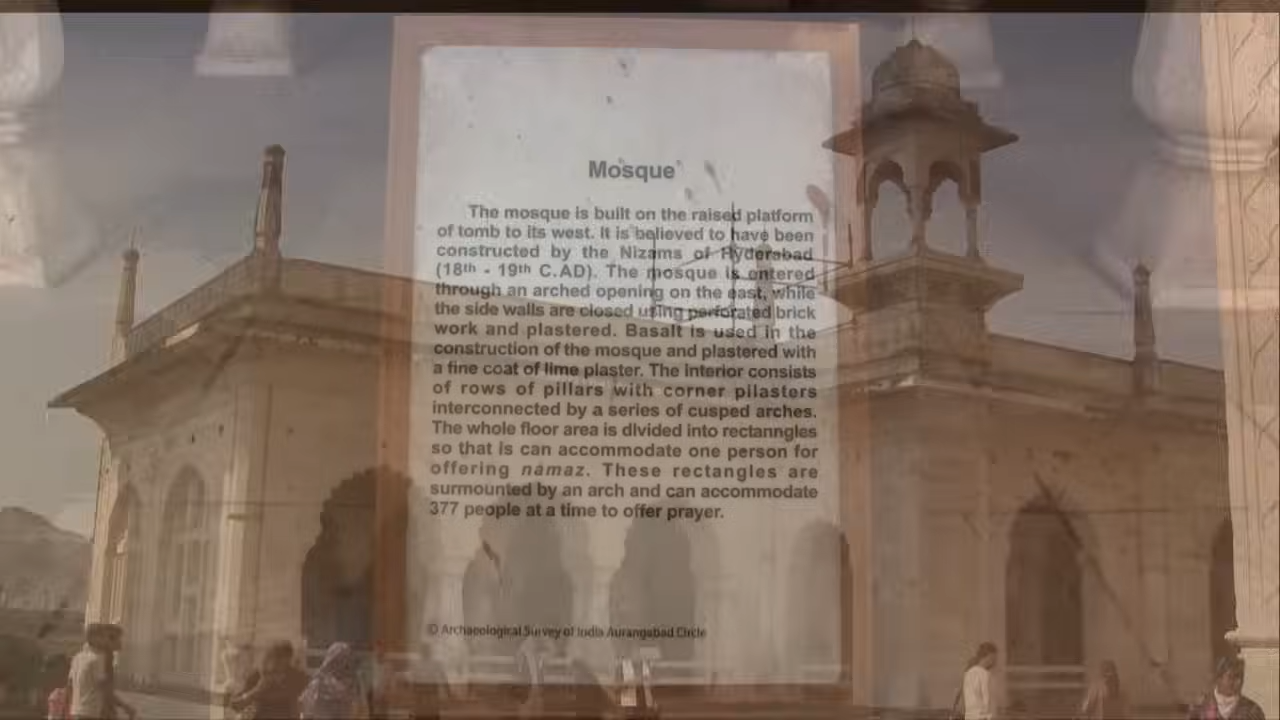 Mosque
The mosque is built on the raised platform
of tomb to its west. It is believed to have been
constructed by the Nizams of Hyderabad
(18th - 19th C.AD). The mosque is entered
through an arched opening on the east, while
the side walls are closed using perforated brick
work and plastered. Basalt is used in the
construction of the mosque and plastered with
a fine coat of lime plaster. The interior consists
of rows of pillars with corner pilasters
interconnected by a series of cusped arches.
The whole floor area is divided into rectanngles
so that is can accommodate one person for
offering namaz. These rectangles are
surmounted by an arch and can accommodate
377 people at a time to offer prayer.
© Archaeological Survey of India Aurangabad Circle